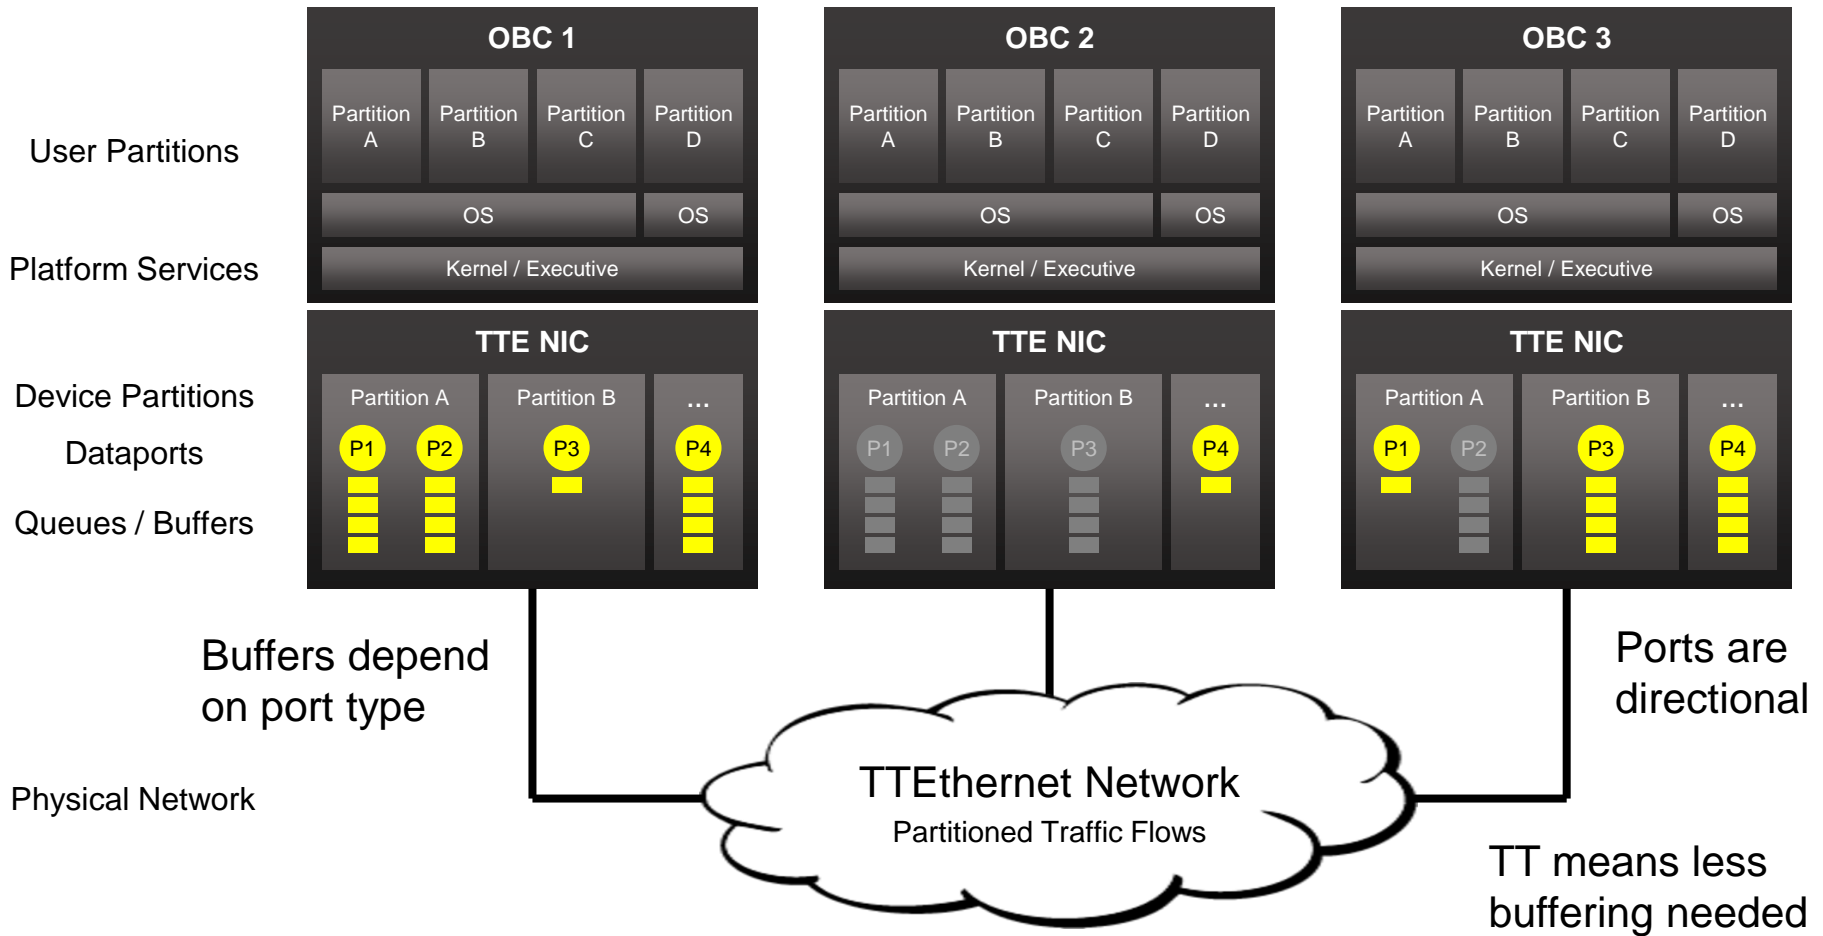 OBC 1
OBC 2
OBC 3
User Partitions
Partition A
Partition B
Partition C
Partition D
Partition A
Partition B
Partition C
Partition D
Partition A
Partition B
Partition C
Partition D
OS
OS
OS
OS
OS
OS
Platform Services
Kernel / Executive
Kernel / Executive
Kernel / Executive
TTE NIC
TTE NIC
TTE NIC
Device Partitions
Partition A
Partition B
...
Partition A
Partition B
...
Partition A
Partition B
...
Dataports
P1
P2
P3
P4
P1
P2
P3
P4
P1
P2
P3
P4
Queues / Buffers
Buffers depend
on port type
Ports are
directional
Physical Network
TTEthernet Network
Partitioned Traffic Flows
TT means less
buffering needed